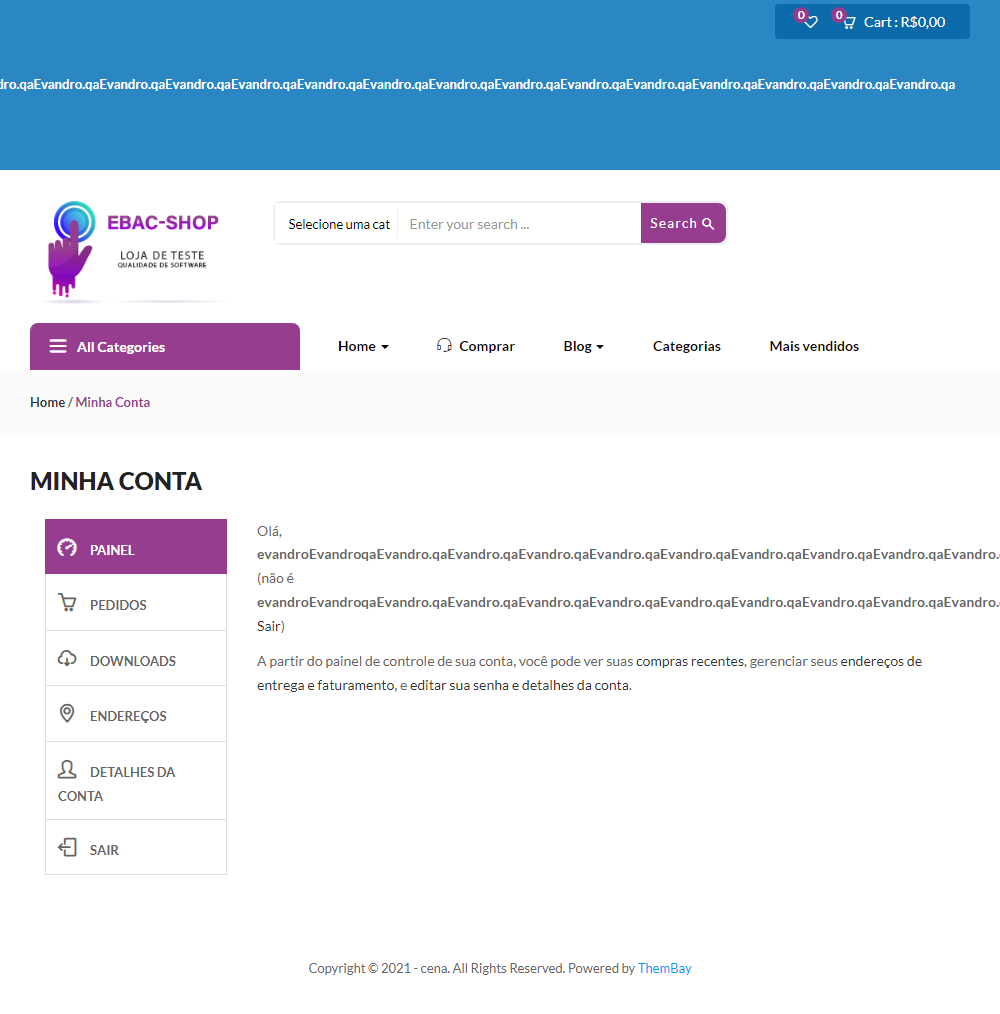 0
0
Cart : R$0,00
dro.qaEvandro.qaEvandro.qaEvandro.qaEvandro.qaEvandro.qaEvandro.qaEvandro.qaEvandro.qaEvandro.qaEvandro.qaEvandro.qaEvandro.qaEvandro.qaEvandro.qa
EBAC-SHOP
LOJA DE TESTE
QUALIDADE DE SOFTWARE
Selecione uma cat
Enter your search ...
Search
All Categories
Home
Comprar
Blog
Categorias
Mais vendidos
Home / Minha Conta
MINHA CONTA
PAINEL
PEDIDOS
DOWNLOADS
ENDEREÇOS
DETALHES DA
CONTA
SAIR
Olá,
evandroEvandroqaEvandro.qaEvandro.qaEvandro.qaEvandro.qaEvandro.qaEvandro.qaEvandro.qaEvandro.qaEvandro.
(não é
evandroEvandroqaEvandro.qaEvandro.qaEvandro.qaEvandro.qaEvandro.qaEvandro.qaEvandro.qaEvandro.qaEvandro.
Sair)
A partir do painel de controle de sua conta, você pode ver suas compras recentes, gerenciar seus endereços de
entrega e faturamento, e editar sua senha e detalhes da conta.
Copyright © 2021 - cena. All Rights Reserved. Powered by ThemBay